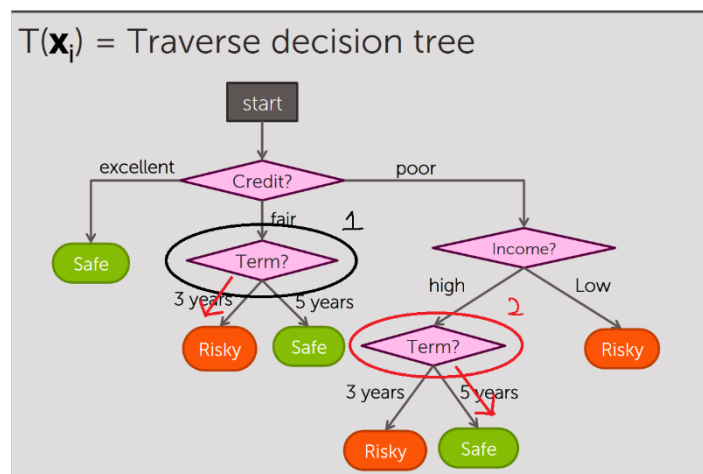 T(xᵢ) = Traverse decision tree
start
excellent
poor
Credit?
fair
1
Safe
Term?
Income?
3 years
5 years
high
Low
2
Risky
Safe
Term?
Risky
3 years
5 years
Risky
Safe